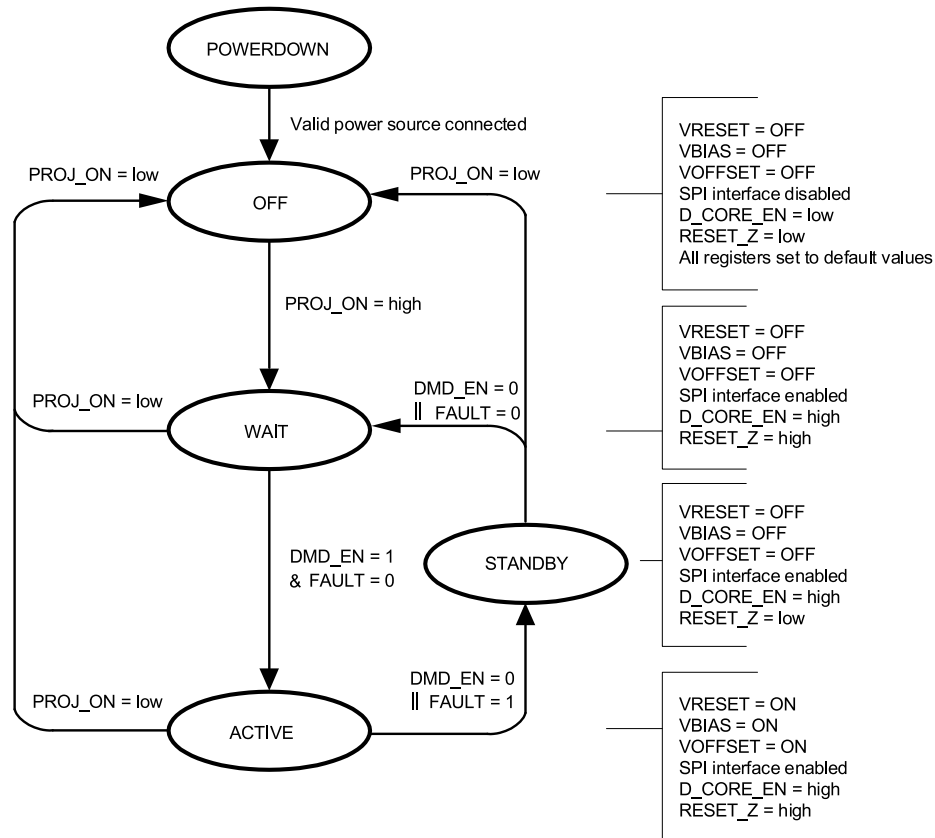 POWERDOWN
Valid power source connected
PROJ_ON = low
PROJ_ON = low
OFF
VRESET = OFF
VBIAS = OFF
VOFFSET = OFF
SPI interface disabled
D_CORE_EN = low
RESET_Z = low
All registers set to default values
PROJ_ON = high
VRESET = OFF
VBIAS = OFF
VOFFSET = OFF
SPI interface enabled
D_CORE_EN = high
RESET_Z = high
PROJ_ON = low
WAIT
DMD_EN = 0
|| FAULT = 0
DMD_EN = 1
& FAULT = 0
STANDBY
VRESET = OFF
VBIAS = OFF
VOFFSET = OFF
SPI interface enabled
D_CORE_EN = high
RESET_Z = low
PROJ_ON = low
ACTIVE
DMD_EN = 0
|| FAULT = 1
VRESET = ON
VBIAS = ON
VOFFSET = ON
SPI interface enabled
D_CORE_EN = high
RESET_Z = high